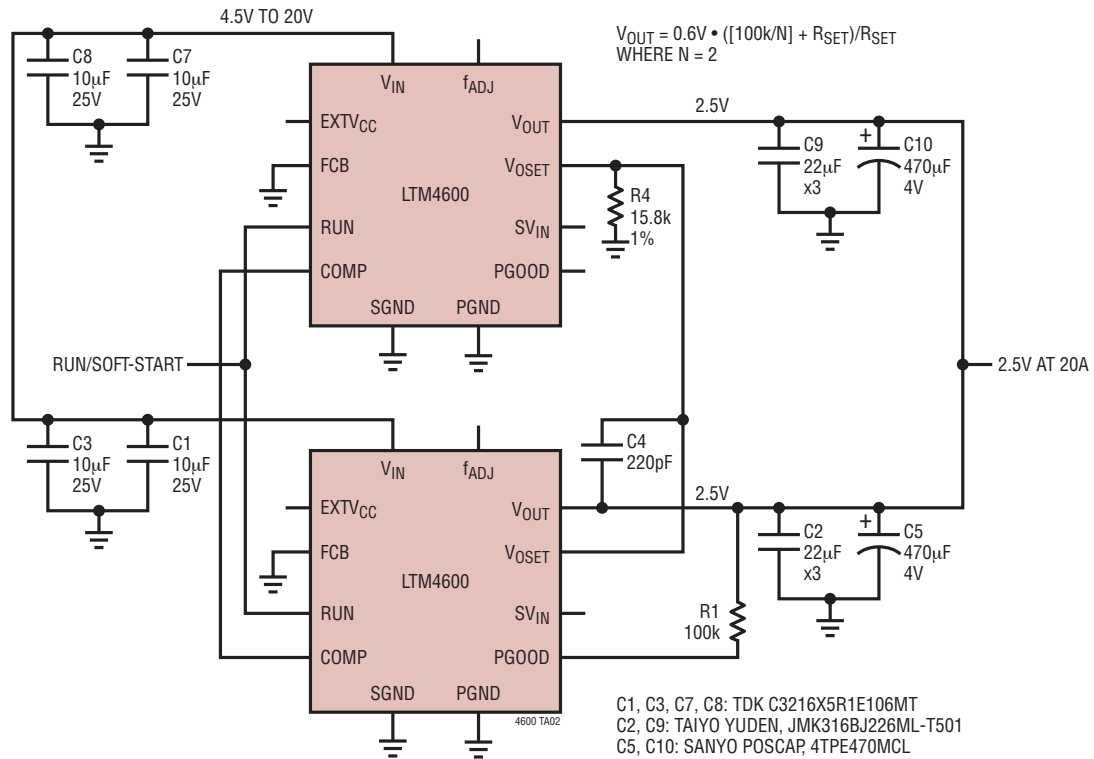 4.5V TO 20V
V_OUT = 0.6V • ([100k/N] + R_SET)/R_SET
WHERE N = 2
C8
10µF
25V
C7
10µF
25V
V_IN
f_ADJ
EXTV_CC
FCB
RUN
COMP
LTM4600
V_OUT
V_OSET
SV_IN
PGOOD
SGND
PGND
2.5V
R4
15.8k
1%
C9
22µF
x3
+
C10
470µF
4V
RUN/SOFT-START
2.5V AT 20A
C3
10µF
25V
C1
10µF
25V
C4
220pF
V_IN
f_ADJ
EXTV_CC
FCB
RUN
COMP
LTM4600
V_OUT
V_OSET
SV_IN
PGOOD
SGND
PGND
4600 TA02
2.5V
R1
100k
C2
22µF
x3
+
C5
470µF
4V
C1, C3, C7, C8: TDK C3216X5R1E106MT
C2, C9: TAIYO YUDEN, JMK316BJ226ML-T501
C5, C10: SANYO POSCAP, 4TPE470MCL